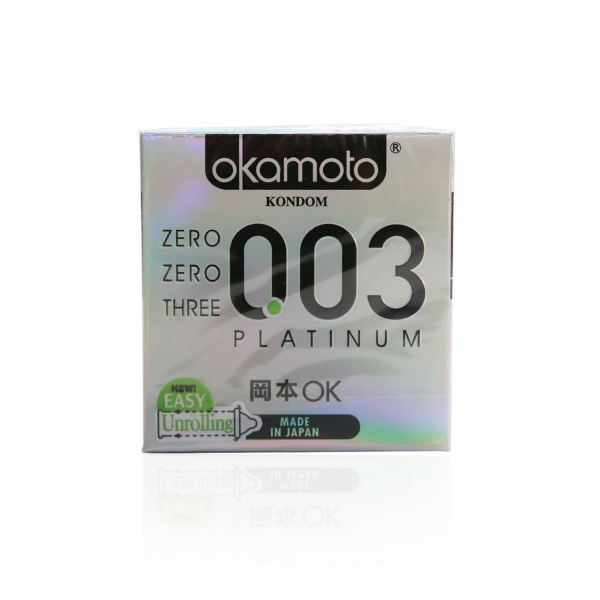 okamoto®
KONDOM
ZERO
ZERO
THREE
0.03
PLATINUM
岡本OK
NEW!
EASY
Unrolling
MADE
IN JAPAN